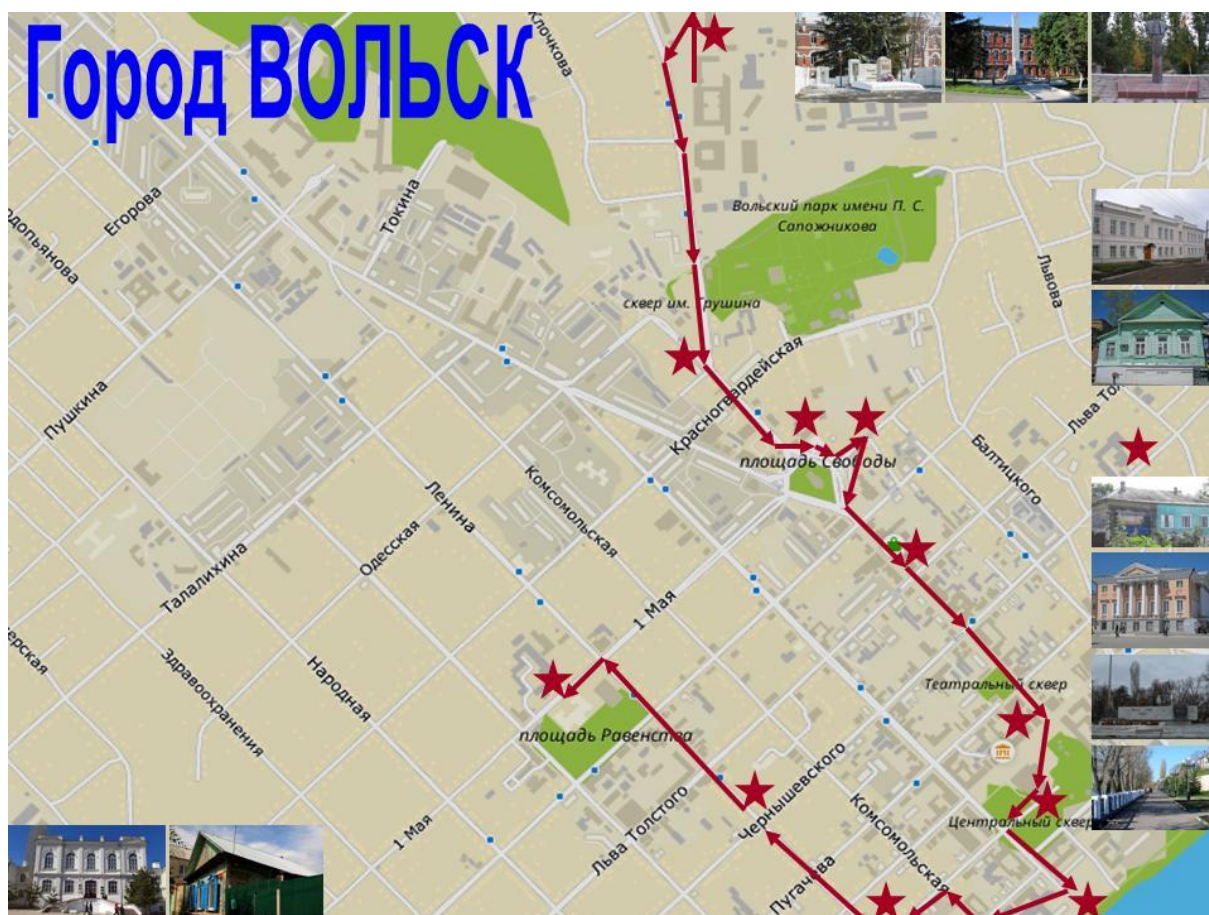 Город ВОЛЬСК
Клочкова
Егорова
Токина
Вольский парк имени П. С.
Сапожникова
Львова
сквер им. Грушина
Пушкина
Красногвардейская
Балтицкого
площадь Свободы
Ленина
Комсомольская
Одесская
Талалихина
1 Мая
Здравоохранения
Народная
Театральный сквер
площадь Равенства
Чернышевского
Льва Толстого
Комсомольская
Центральный сквер
1 Мая
Пугачева